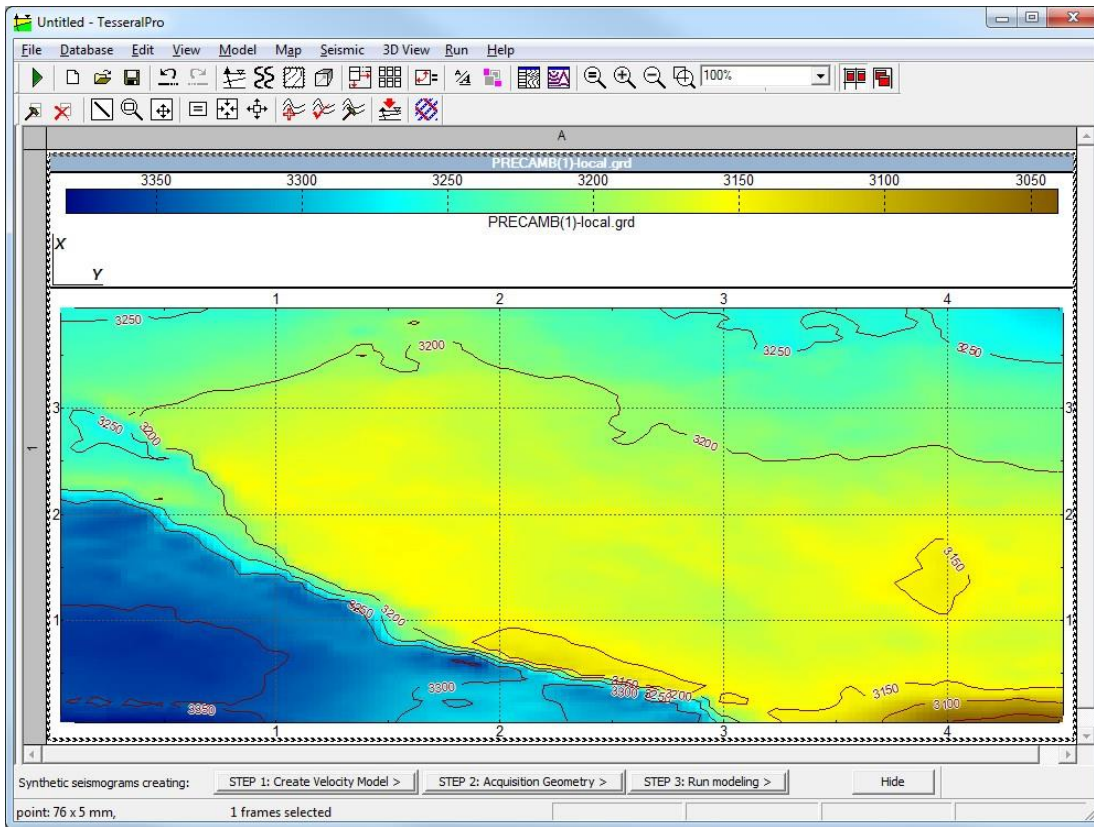 Untitled - TesseralPro
File Database Edit View Model Map Seismic 3D View Run Help
100%
A
PRECAMB(1)-local.grd
3350 3300 3250 3200 3150 3100 3050
PRECAMB(1)-local.grd
X
Y
1 2 3 4
3250 3200 3250 3250
3 3
3250 3200 3200
1
2 2
3150
3250 3200
1 1
3300 3150 3300 3250 3200 3150
3350 3100
1 2 3 4
Synthetic seismograms creating: STEP 1: Create Velocity Model > STEP 2: Acquisition Geometry > STEP 3: Run modeling > Hide
point: 76 x 5 mm, 1 frames selected